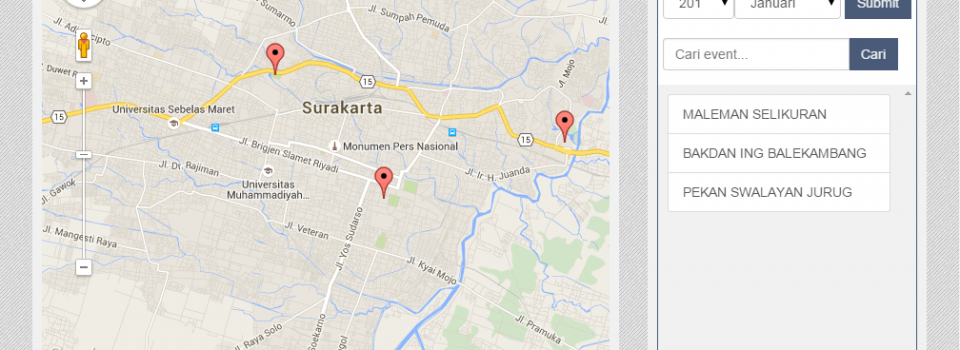 Jl. Sumpah Pemuda
Sumarmo
cipto
Jl. Duwet Raya
15
Jl. Mojo
Surakarta
Universitas Sebelas Maret
15
15
Monumen Pers Nasional
Jl. Brigjen Slamet Riyadi
Jl. Dr. Rajiman
Jl. Ir. H. Juanda
Jl. Gawok
Universitas
Muhammadiyah...
Jl. Yos Sudarso
Jl. Veteran
Jl. Mangesti Raya
Jl. Kyai Mojo
Jl. Raya Solo
Jl. Pramuka
201
Januari
Submit
Cari event...
Cari
MALEMAN SELIKURAN
BAKDAN ING BALEKAMBANG
PEKAN SWALAYAN JURUG